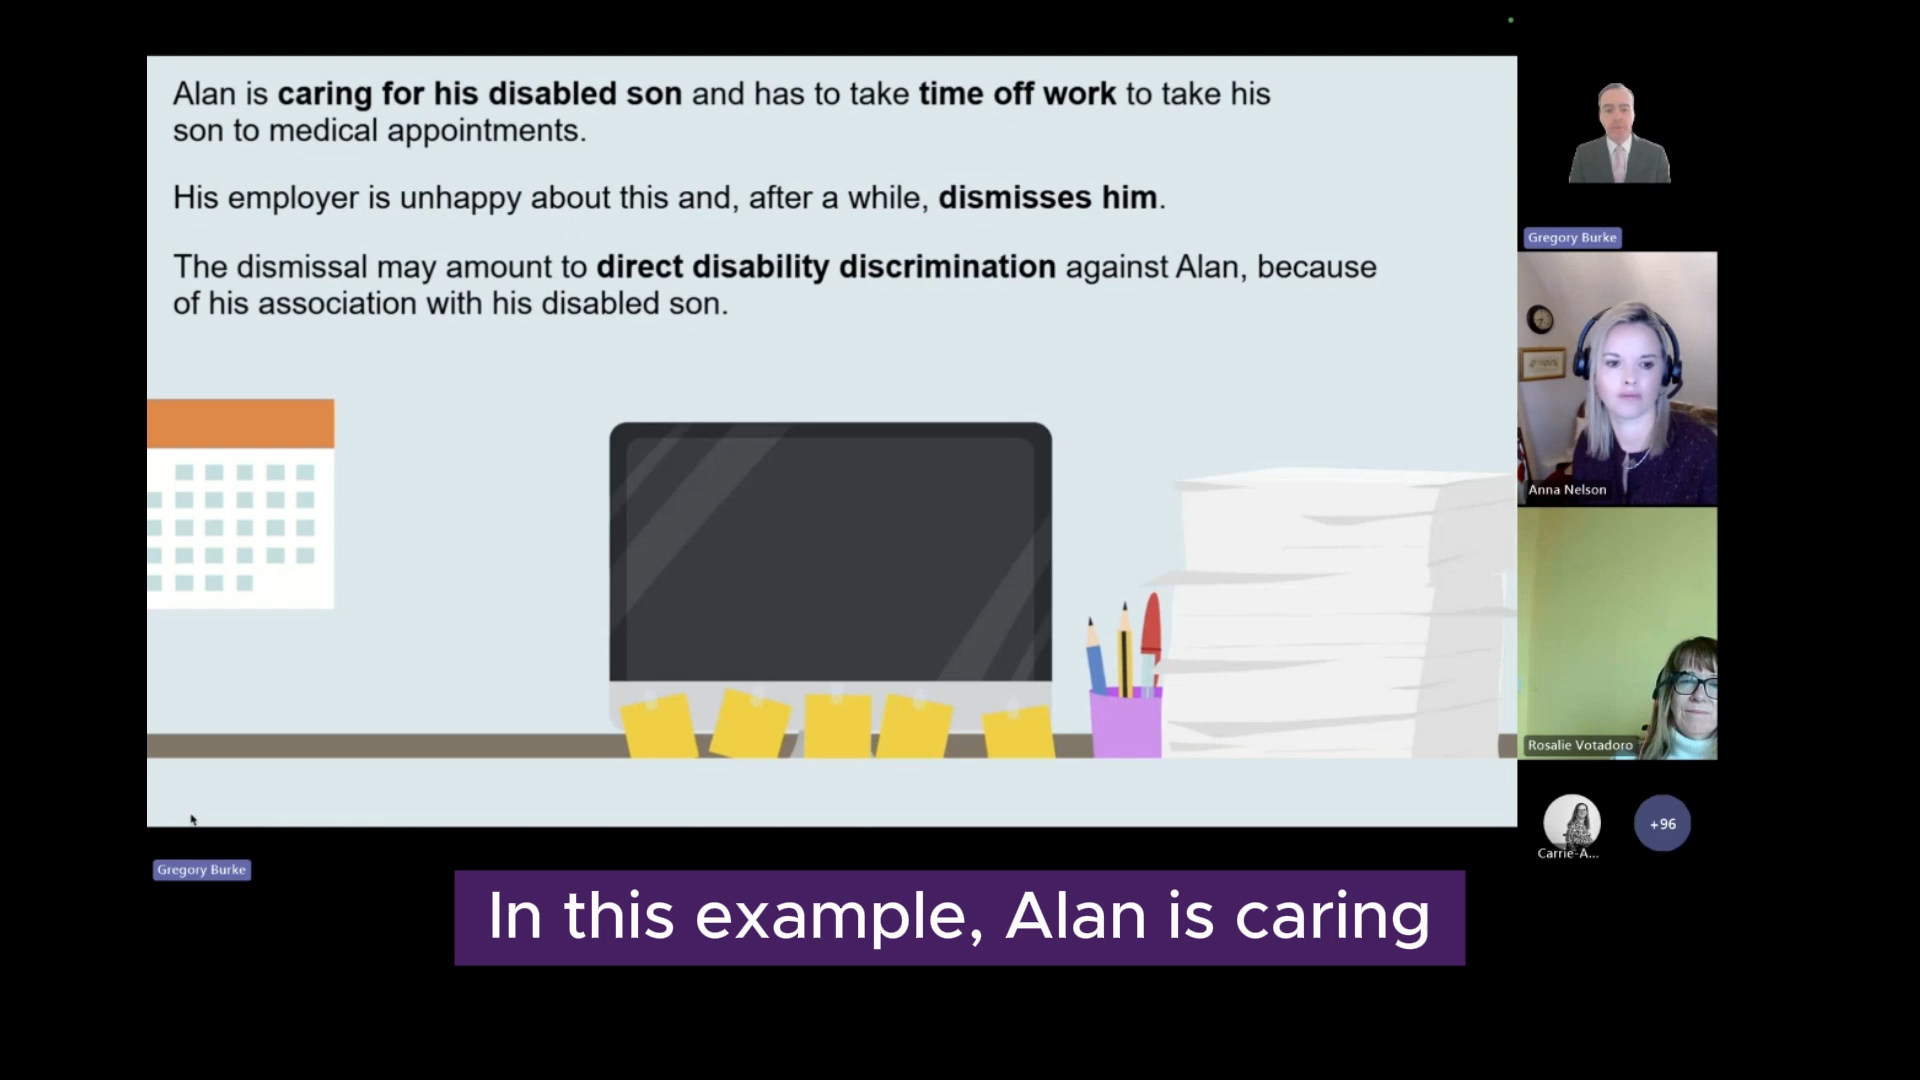 Alan is caring for his disabled son and has to take time off work to take his
son to medical appointments.
His employer is unhappy about this and, after a while, dismisses him.
The dismissal may amount to direct disability discrimination against Alan, because
of his association with his disabled son.
Gregory Burke
Anna Nelson
Rosalie Votadoro
Carrie-A...
+96
Gregory Burke
In this example, Alan is caring